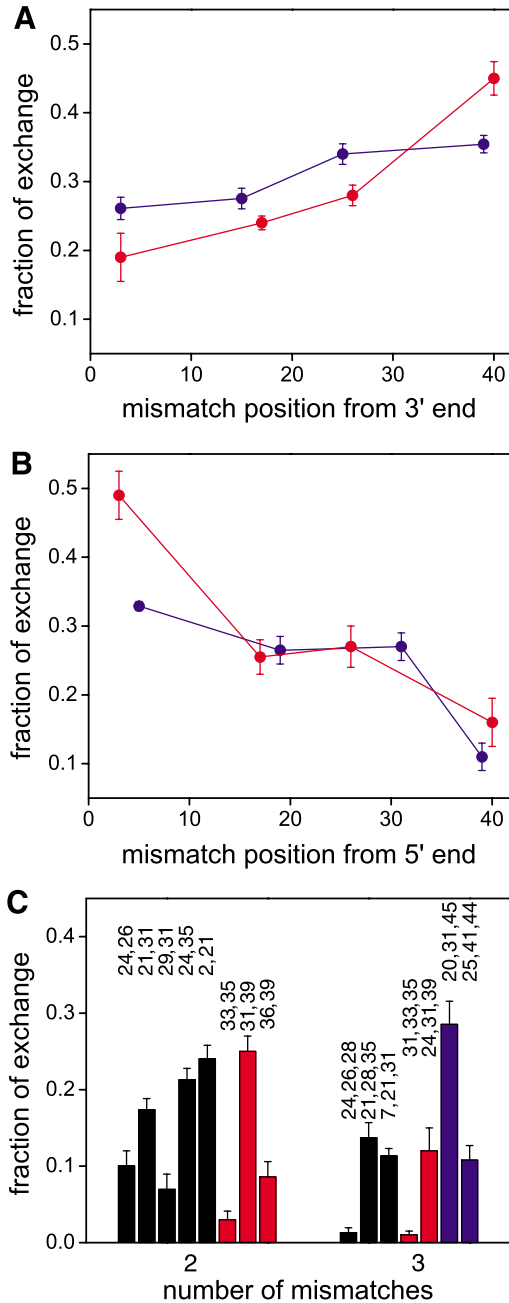 A
0.5
0.4
0.3
0.2
0.1
fraction of exchange
0 10 20 30 40
mismatch position from 3' end
B
0.5
0.4
0.3
0.2
0.1
fraction of exchange
0 10 20 30 40
mismatch position from 5' end
C
0.4
0.3
0.2
0.1
0.0
fraction of exchange
24,26
21,31
29,31
24,35
2,21
33,35
31,39
36,39
24,26,28
21,28,35
7,21,31
31,33,35
24,31,39
20,31,45
25,41,44
2 3
number of mismatches